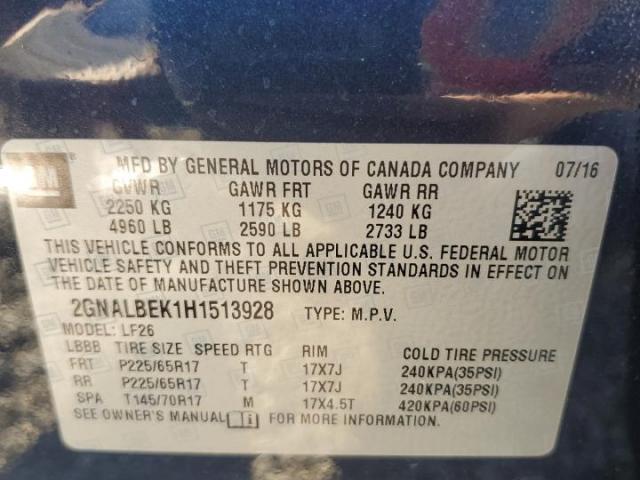 GM
MFD BY GENERAL MOTORS OF CANADA COMPANY 07/16
GVWR GAWR FRT GAWR RR
2250 KG 1175 KG 1240 KG
4960 LB 2590 LB 2733 LB
THIS VEHICLE CONFORMS TO ALL APPLICABLE U.S. FEDERAL MOTOR
VEHICLE SAFETY AND THEFT PREVENTION STANDARDS IN EFFECT ON
THE DATE OF MANUFACTURE SHOWN ABOVE.
2GNALBEK1H1513928 TYPE: M.P.V.
MODEL: LF26
LBBB TIRE SIZE SPEED RTG RIM COLD TIRE PRESSURE
FRT P225/65R17 T 17X7J 240KPA(35PSI)
RR P225/65R17 T 17X7J 240KPA(35PSI)
SPA T145/70R17 M 17X4.5T 420KPA(60PSI)
SEE OWNER'S MANUAL FOR MORE INFORMATION.